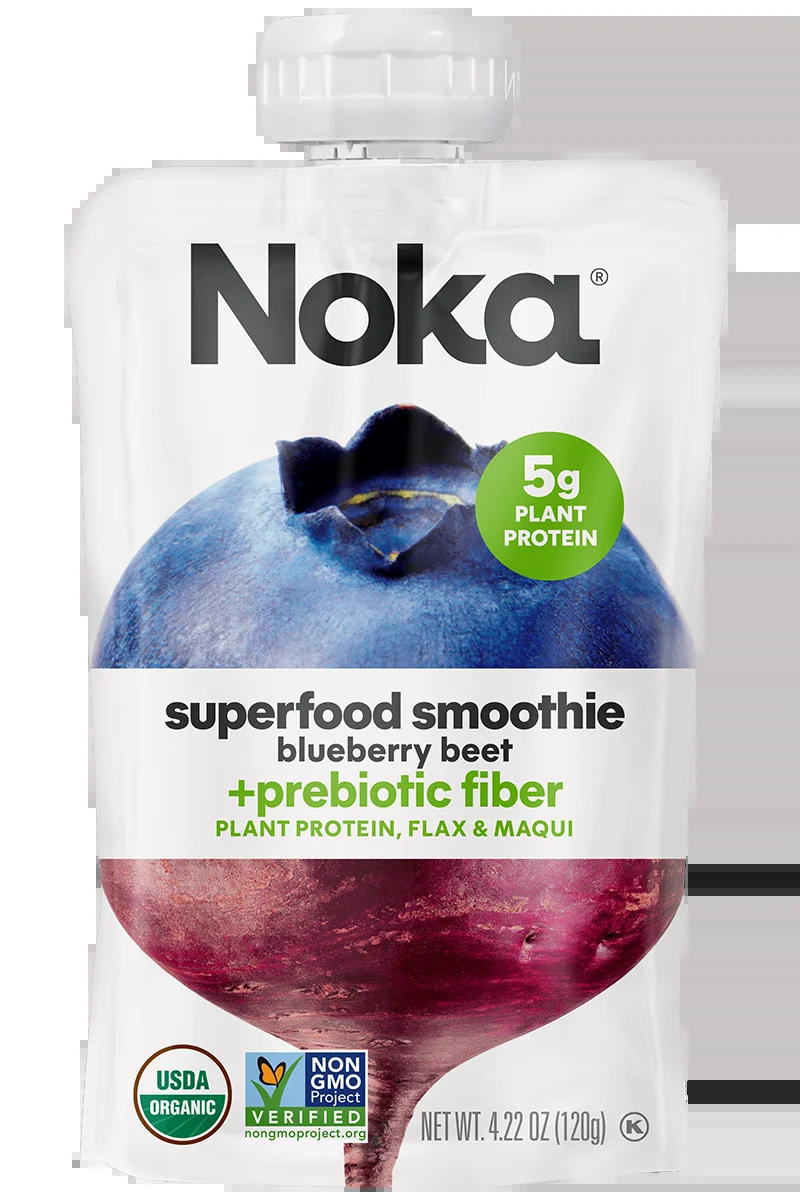 Noka®
5g
PLANT
PROTEIN
superfood smoothie
blueberry beet
+prebiotic fiber
PLANT PROTEIN, FLAX & MAQUI
USDA
ORGANIC
NON
GMO
Project
VERIFIED
nongmoproject.org
NET WT. 4.22 OZ (120g)
K